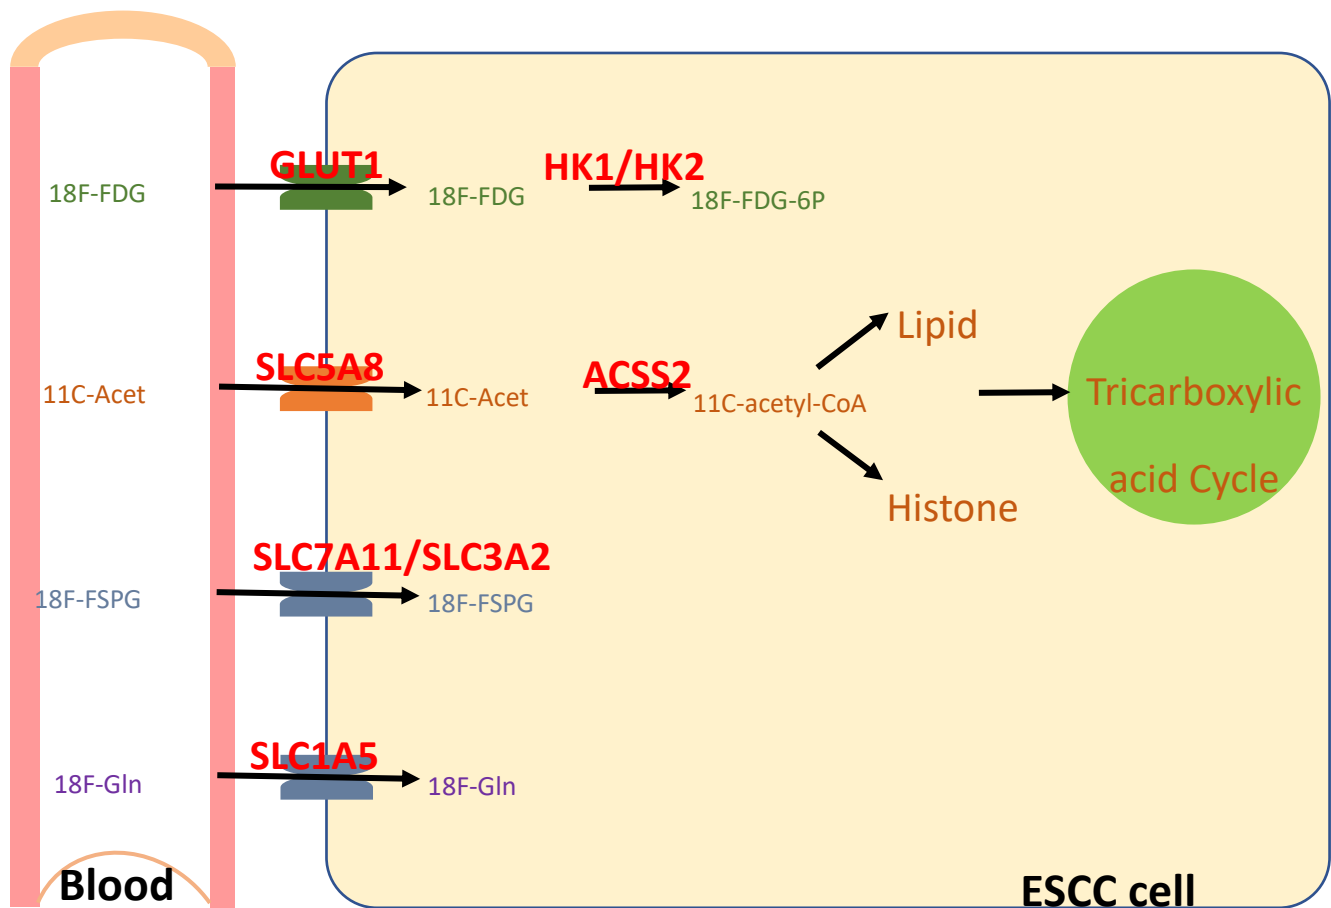 GLUT1
HK1/HK2
18F-FDG
18F-FDG
18F-FDG-6P
Lipid
SLC5A8
ACSS2
11C-Acet
11C-Acet
11C-acetyl-CoA
Tricarboxylic
acid Cycle
Histone
SLC7A11/SLC3A2
18F-FSPG
18F-FSPG
SLC1A5
18F-Gln
18F-Gln
Blood
ESCC cell